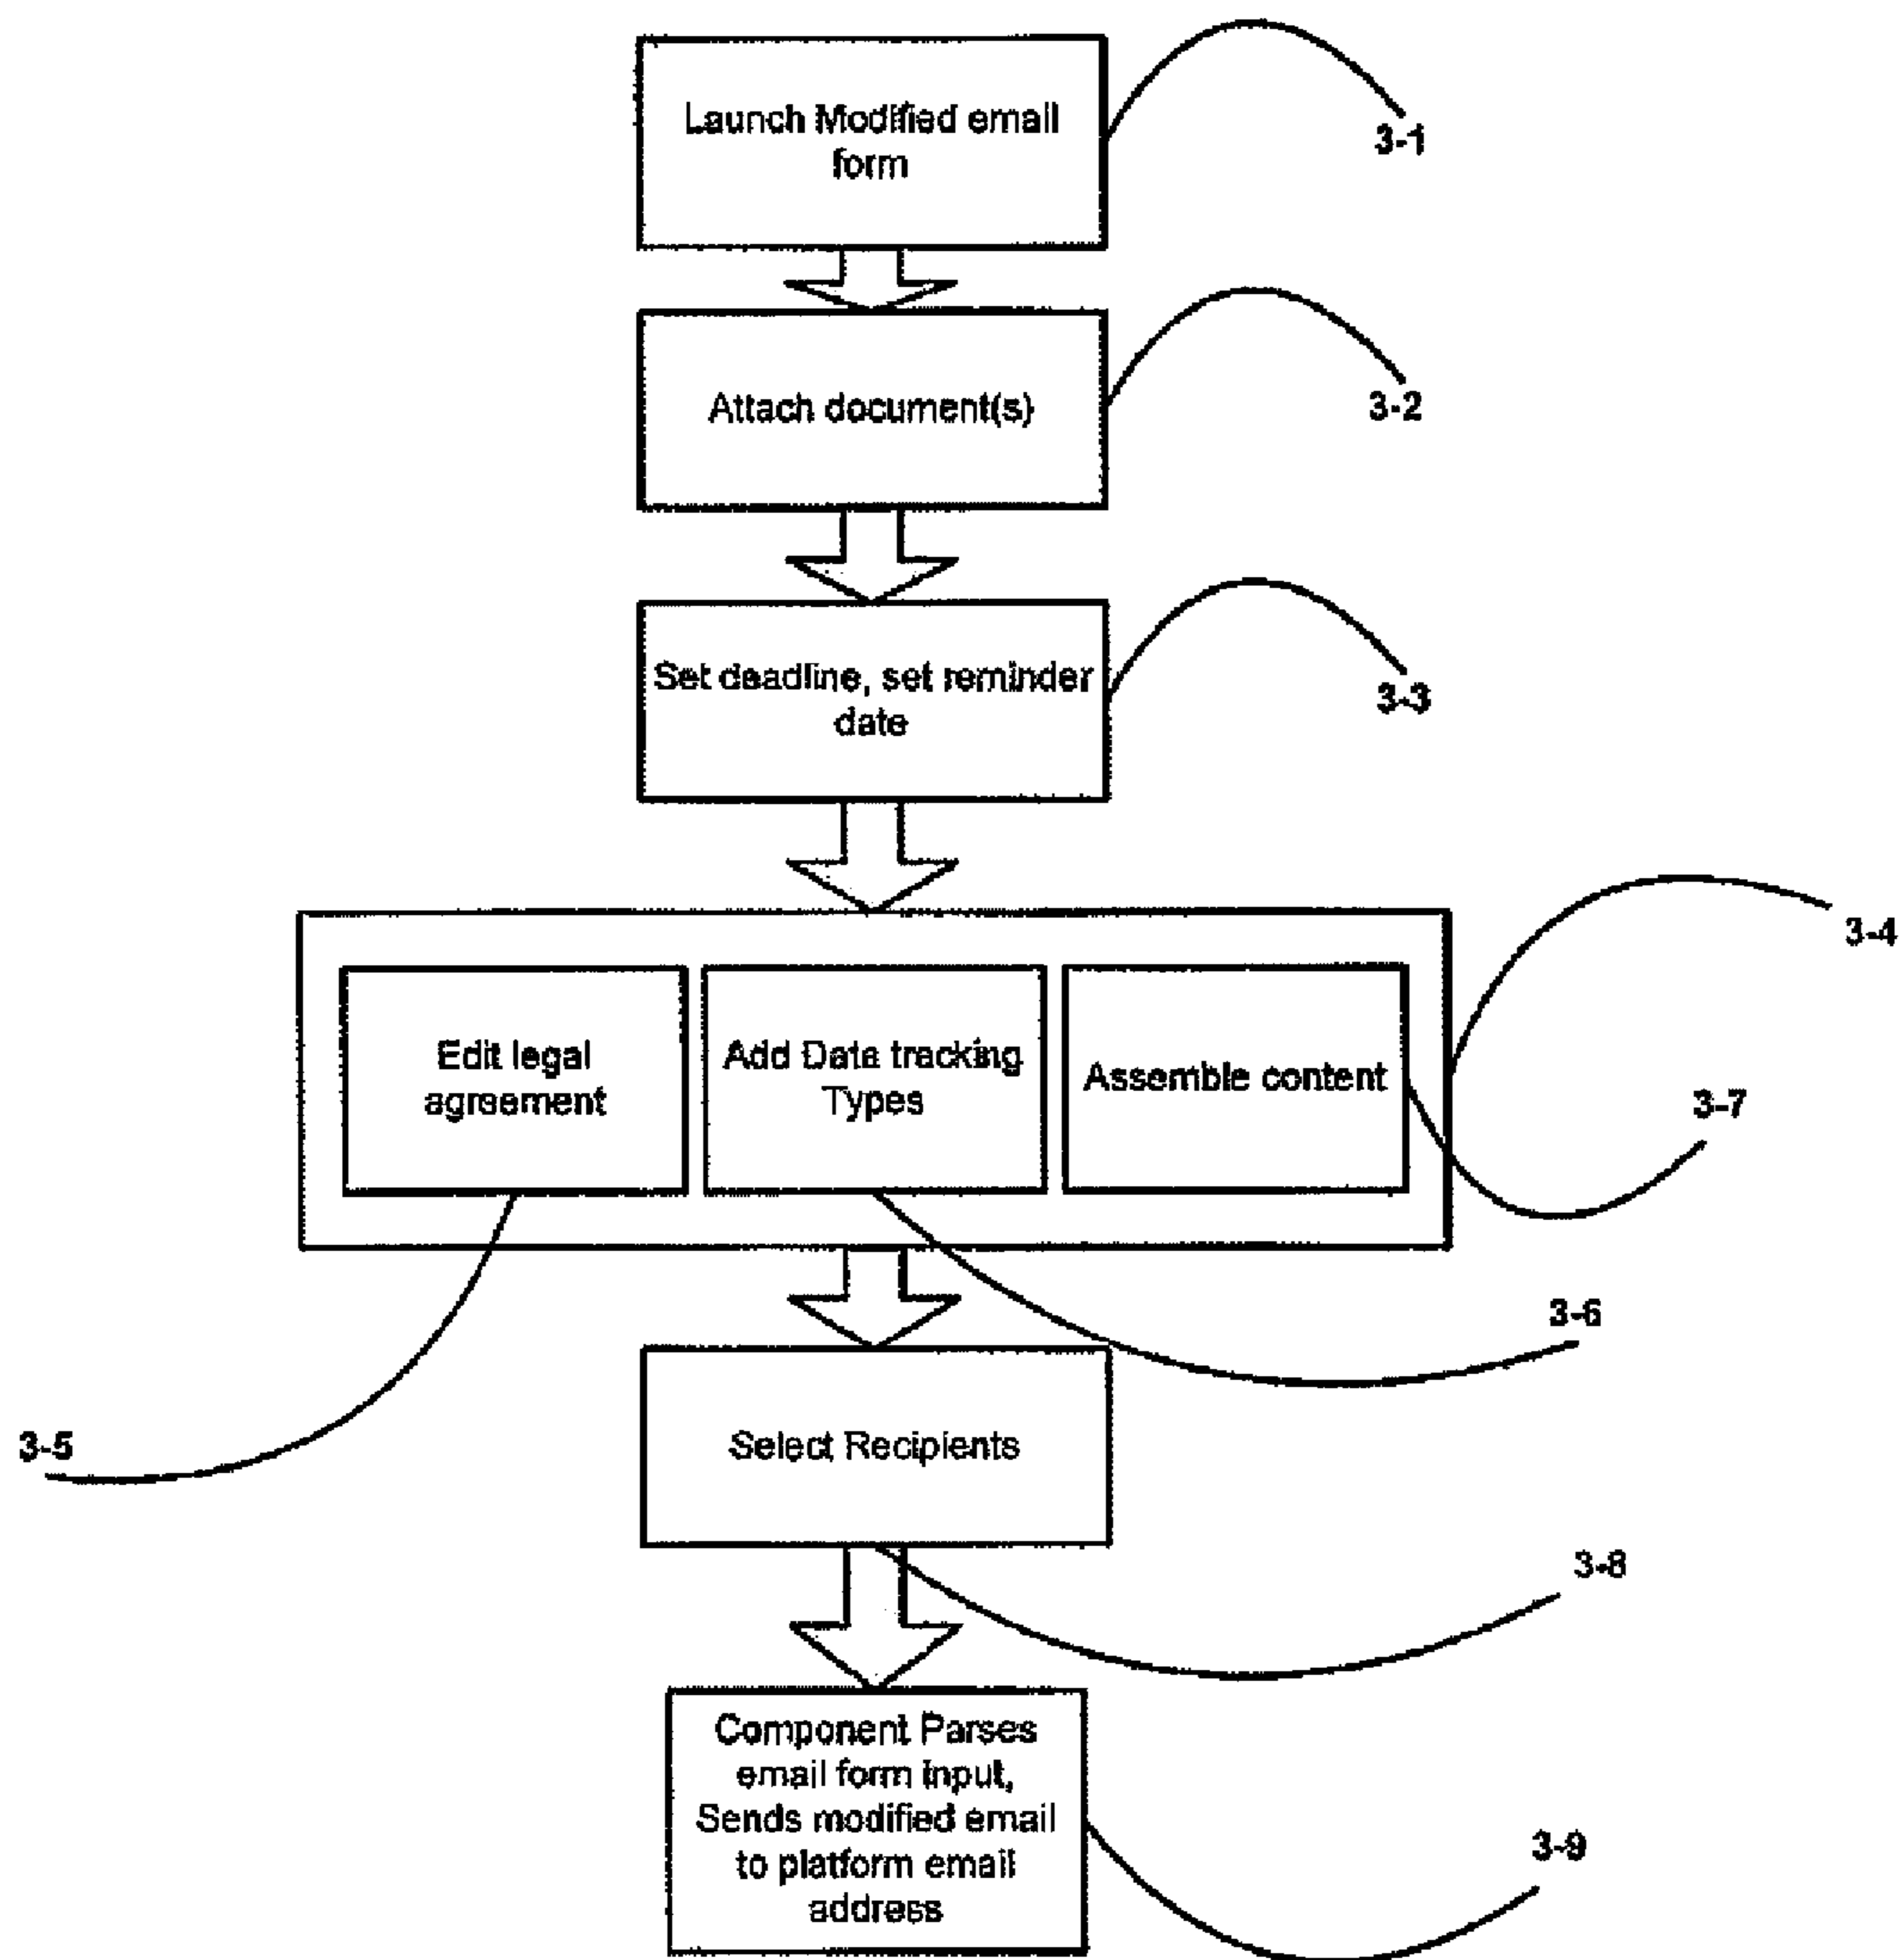 Launch Modified email
form
3-1
Attach document(s)
3-2
Set deadline, set reminder
date
3-3
3-4
Edit legal
agreement
Add Data tracking
Types
Assemble content
3-7
3-6
3-5
Select Recipients
3-8
Component Parses
email form input,
Sends modified email
to platform email
address
3-9